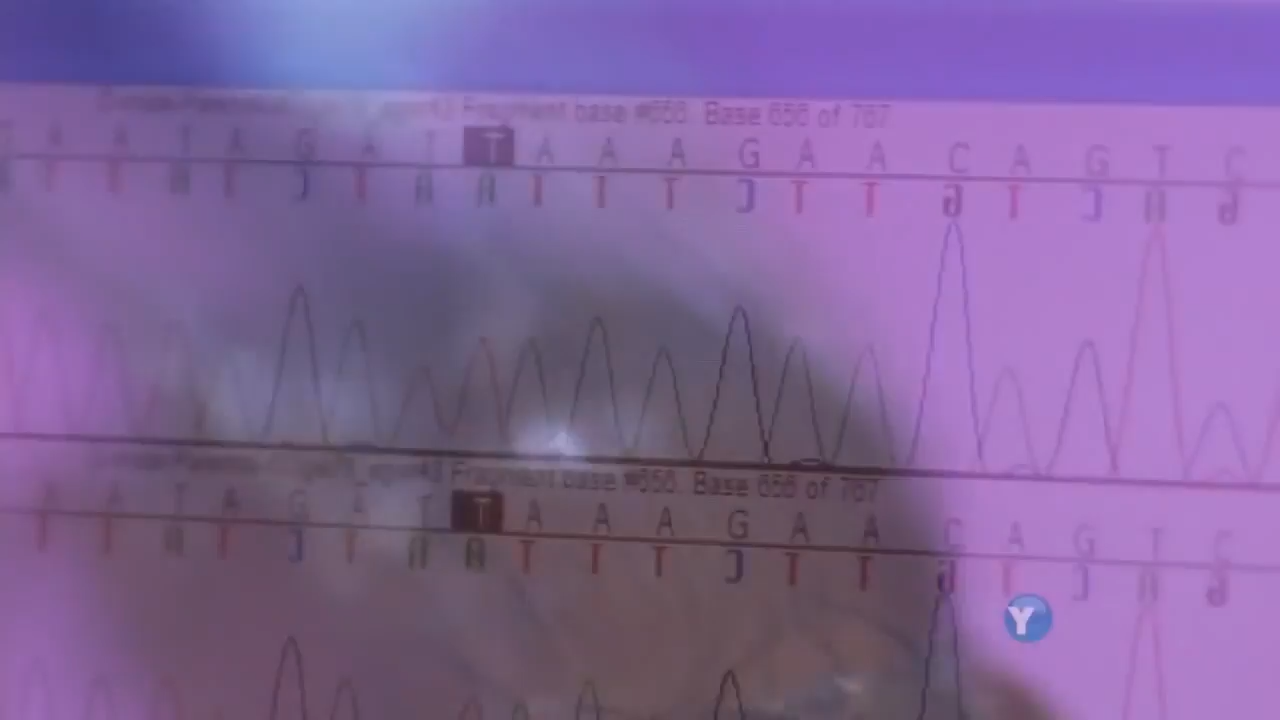 Fragment base #656. Base 656 of 767
A A T A G A T T A A A G A A C A G T C
T T A T C T A A T T T C T T G T C A G
Fragment base #656. Base 656 of 767
A A T A G A T T A A A G A A C A G T C
T T A T C T A A T T T C T T G T C A G
Y